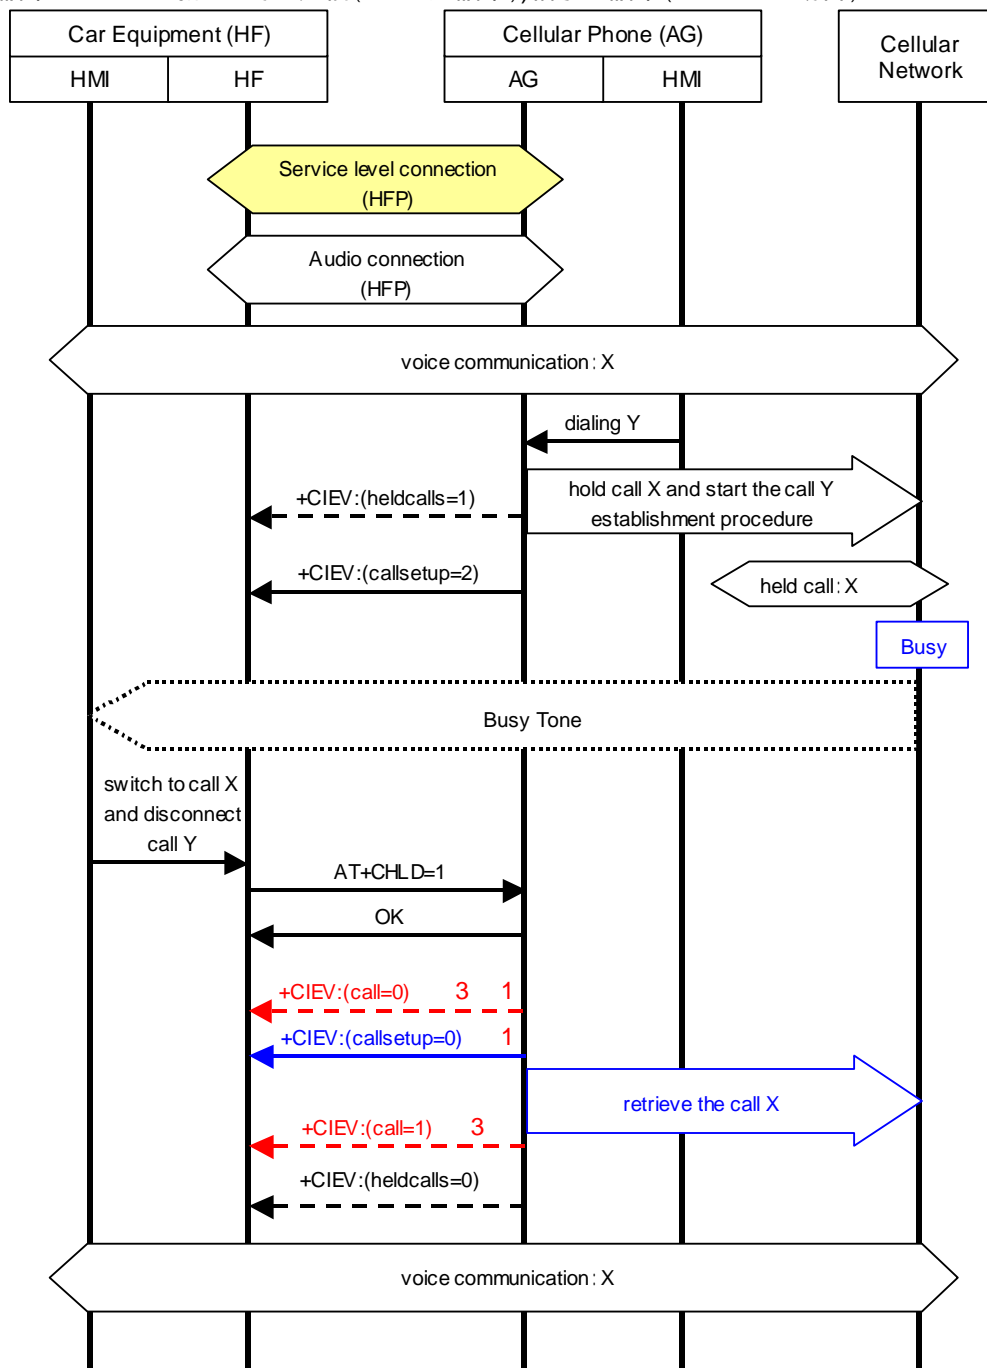 Car Equipment (HF)
Cellular Phone (AG)
Cellular
Network
HMI
HF
AG
HMI
Service level connection
(HFP)
Audio connection
(HFP)
voice communication: X
dialing Y
+CIEV:(heldcalls=1)
hold call X and start the call Y
establishment procedure
+CIEV:(callsetup=2)
held call: X
Busy
Busy Tone
switch to call X
and disconnect
call Y
AT+CHLD=1
OK
+CIEV:(call=0) 3 1
+CIEV:(callsetup=0) 1
retrieve the call X
+CIEV:(call=1) 3
+CIEV:(heldcalls=0)
voice communication: X